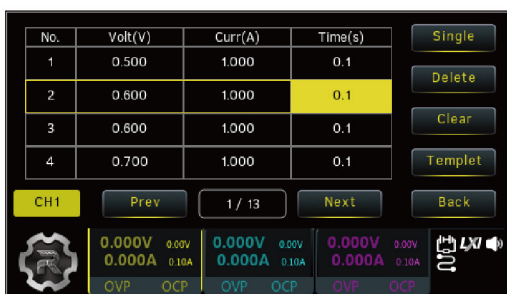 No. Volt(V) Curr(A) Time(s) Single
1 0.500 1.000 0.1
Delete
2 0.600 1.000 0.1
3 0.600 1.000 0.1 Clear
4 0.700 1.000 0.1 Templet
CH1 Prev 1 / 13 Next Back
0.000V 0.00V 0.000V 0.00V 0.000V 0.00V LXI
0.000A 0.10A 0.000A 0.10A 0.000A 0.10A
OVP OCP OVP OCP OVP OCP